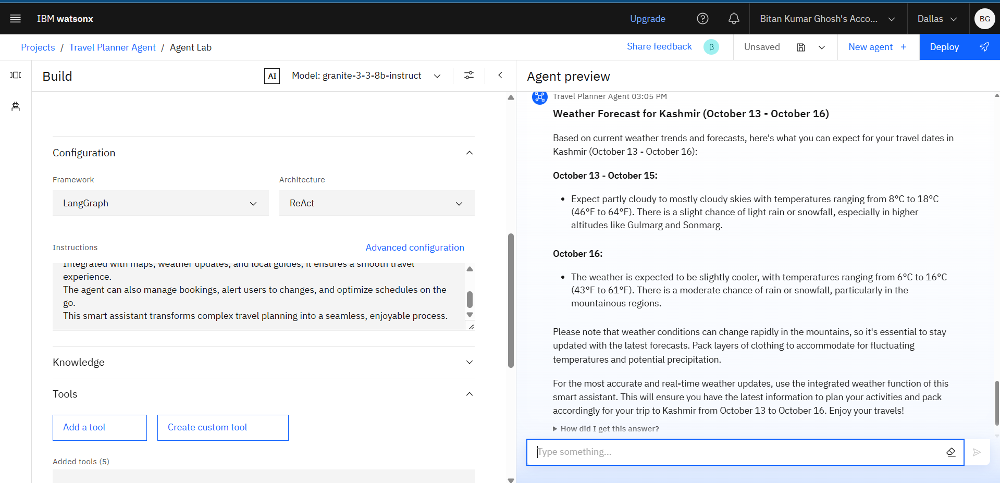 IBM watsonx
Upgrade
Bitan Kumar Ghosh's Acco...
Dallas
BG
Projects / Travel Planner Agent / Agent Lab
Share feedback
β
Unsaved
New agent +
Deploy
Build
AI
Model: granite-3-3-8b-instruct
Configuration
Framework
Architecture
LangGraph
ReAct
Instructions
Advanced configuration
Integrated with maps, weather updates, and local guides, it ensures a smooth travel
experience.
The agent can also manage bookings, alert users to changes, and optimize schedules on the
go.
This smart assistant transforms complex travel planning into a seamless, enjoyable process.
Knowledge
Tools
Add a tool
Create custom tool
Added tools (5)
Agent preview
Travel Planner Agent 03:05 PM
Weather Forecast for Kashmir (October 13 - October 16)
Based on current weather trends and forecasts, here's what you can expect for your travel dates in
Kashmir (October 13 - October 16):
October 13 - October 15:
• Expect partly cloudy to mostly cloudy skies with temperatures ranging from 8°C to 18°C
(46°F to 64°F). There is a slight chance of light rain or snowfall, especially in higher
altitudes like Gulmarg and Sonmarg.
October 16:
• The weather is expected to be slightly cooler, with temperatures ranging from 6°C to 16°C
(43°F to 61°F). There is a moderate chance of rain or snowfall, particularly in the
mountainous regions.
Please note that weather conditions can change rapidly in the mountains, so it's essential to stay
updated with the latest forecasts. Pack layers of clothing to accommodate for fluctuating
temperatures and potential precipitation.
For the most accurate and real-time weather updates, use the integrated weather function of this
smart assistant. This will ensure you have the latest information to plan your activities and pack
accordingly for your trip to Kashmir from October 13 to October 16. Enjoy your travels!
How did I get this answer?
Type something...